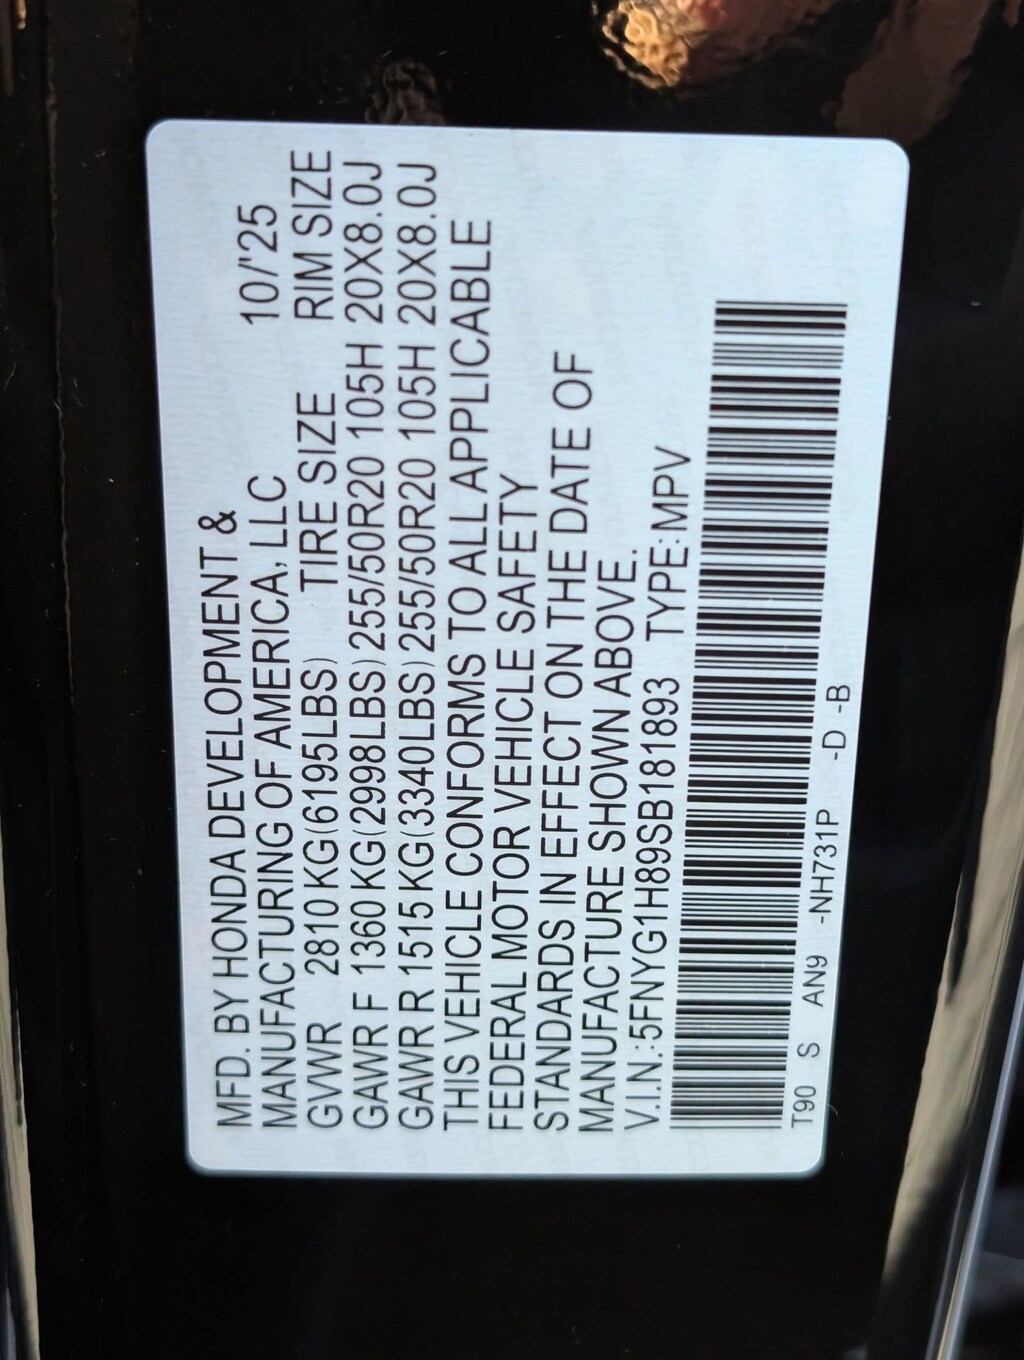 MFD. BY HONDA DEVELOPMENT &
MANUFACTURING OF AMERICA, LLC 10/'25
GVWR 2810 KG(6195LBS) TIRE SIZE RIM SIZE
GAWR F 1360 KG(2998LBS) 255/50R20 105H 20X8.0J
GAWR R 1515 KG(3340LBS) 255/50R20 105H 20X8.0J
THIS VEHICLE CONFORMS TO ALL APPLICABLE
FEDERAL MOTOR VEHICLE SAFETY
STANDARDS IN EFFECT ON THE DATE OF
MANUFACTURE SHOWN ABOVE.
V.I.N.:5FNYG1H89SB181893 TYPE:MPV
T90 S AN9 -NH731P -D -B